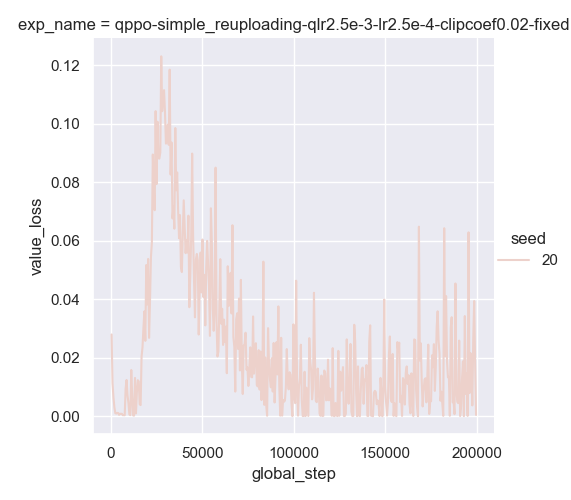 exp_name = qppo-simple_reuploading-qlr2.5e-3-lr2.5e-4-clipcoef0.02-fixed
0.12
0.10
0.08
0.06
0.04
0.02
0.00
value_loss
seed
20
0 50000 100000 150000 200000
global_step